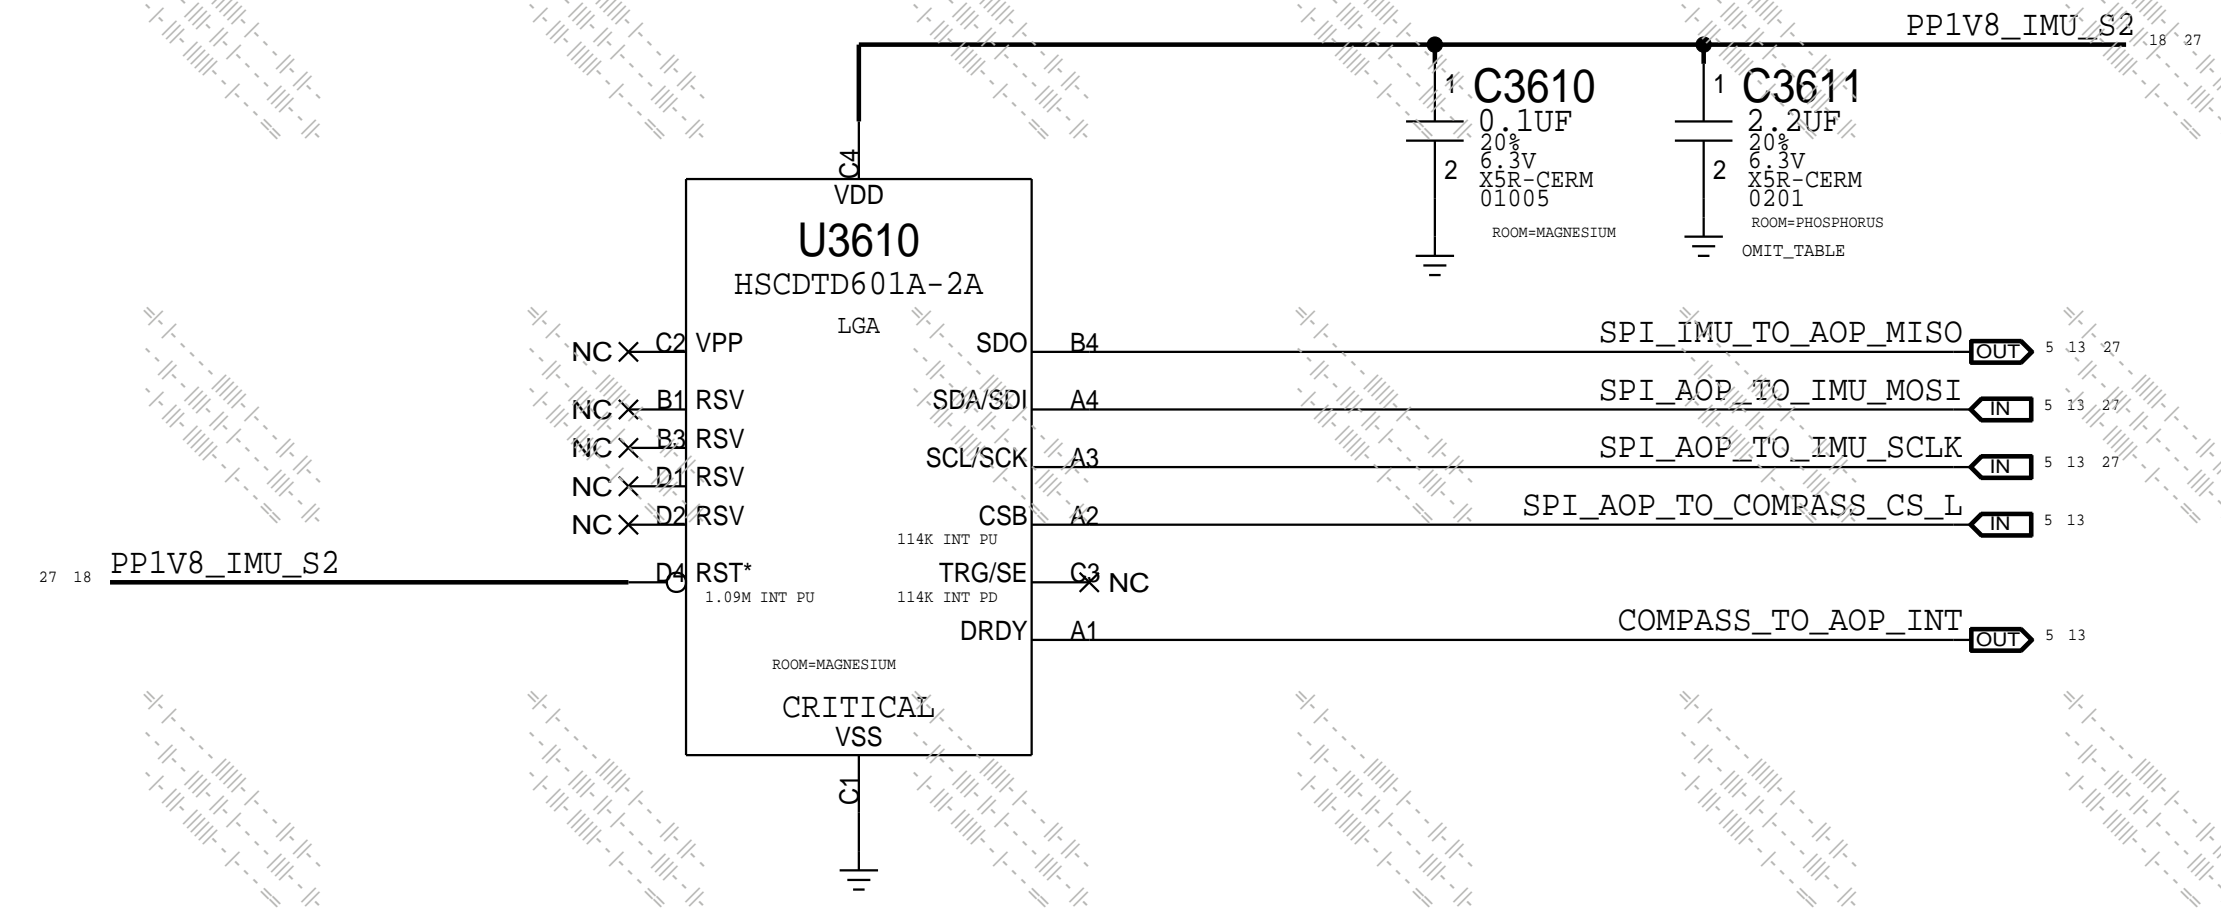 PP1V8_IMU_S2 18 27
1 C3610
0.1UF
20%
6.3V
X5R-CERM
01005
2
ROOM=MAGNESIUM
1 C3611
2.2UF
20%
6.3V
X5R-CERM
0201
2
ROOM=PHOSPHORUS
OMIT_TABLE
C4
VDD
U3610
HSCDTD601A-2A
LGA
NC C2 VPP
NC B1 RSV
NC B3 RSV
NC D1 RSV
NC D2 RSV
27 18 PP1V8_IMU_S2 D4 RST*
1.09M INT PU
SDO B4 SPI_IMU_TO_AOP_MISO OUT 5 13 27
SDA/SDI A4 SPI_AOP_TO_IMU_MOSI IN 5 13 27
SCL/SCK A3 SPI_AOP_TO_IMU_SCLK IN 5 13 27
CSB A2 SPI_AOP_TO_COMPASS_CS_L IN 5 13
114K INT PU
TRG/SE C3 NC
114K INT PD
DRDY A1 COMPASS_TO_AOP_INT OUT 5 13
ROOM=MAGNESIUM
CRITICAL
VSS
C1